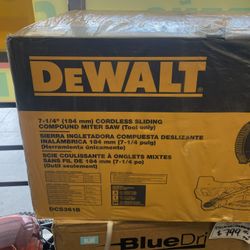 DEWALT
7-1/4" (184 mm) CORDLESS SLIDING
COMPOUND MITER SAW (Tool only)
SIERRA INGLETADORA COMPUESTA DESLIZANTE
INALÁMBRICA 184 mm (7-1/4 pulg)
(Herramienta únicamente)
SCIE COULISSANTE À ONGLETS MIXTES
SANS FIL DE 184 mm (7-1/4 po)
(Outil seulement)
DCS361B
BlueDri